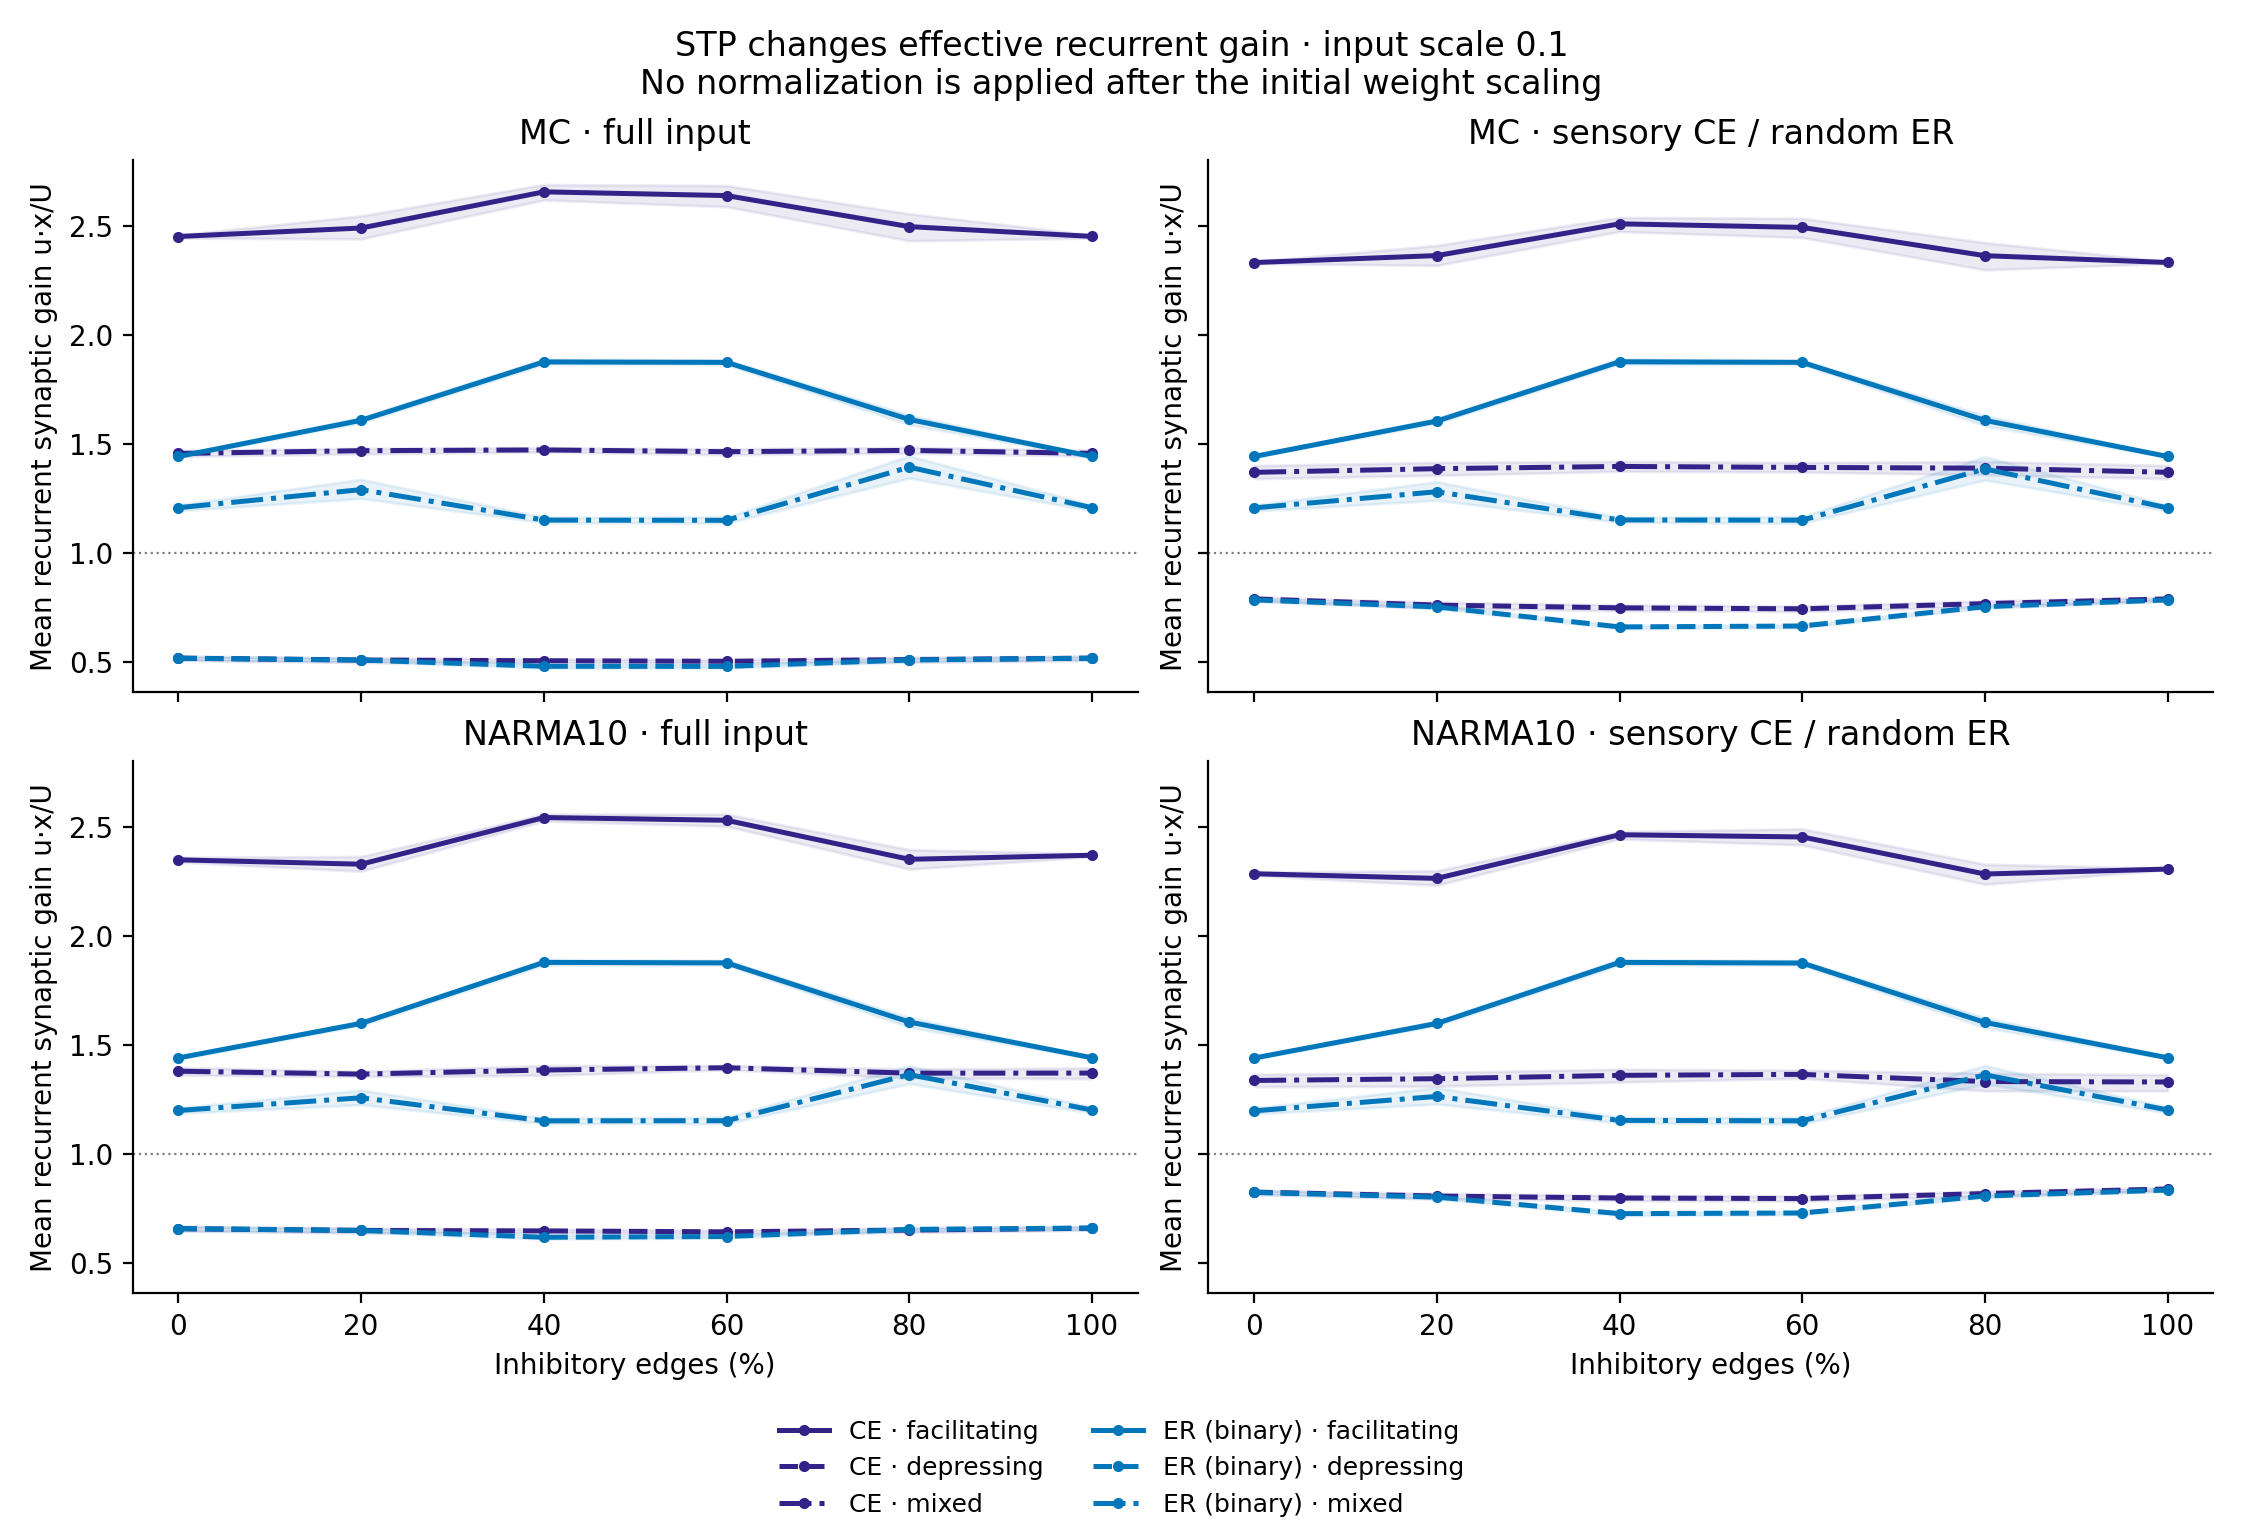 STP changes effective recurrent gain · input scale 0.1
No normalization is applied after the initial weight scaling
MC · full input
Mean recurrent synaptic gain u·x/U
2.5
2.0
1.5
1.0
0.5
MC · sensory CE / random ER
Mean recurrent synaptic gain u·x/U
NARMA10 · full input
Mean recurrent synaptic gain u·x/U
2.5
2.0
1.5
1.0
0.5
0 20 40 60 80 100
Inhibitory edges (%)
NARMA10 · sensory CE / random ER
Mean recurrent synaptic gain u·x/U
0 20 40 60 80 100
Inhibitory edges (%)
CE · facilitating
CE · depressing
CE · mixed
ER (binary) · facilitating
ER (binary) · depressing
ER (binary) · mixed